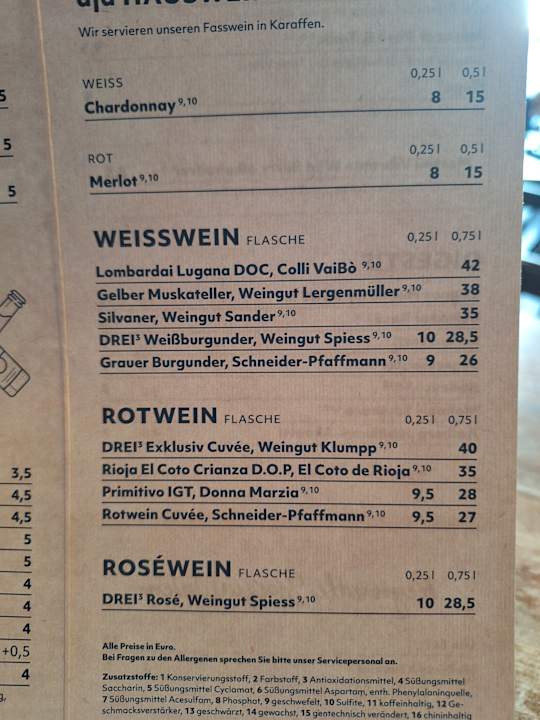 aja HAUSWEIN
Wir servieren unseren Fasswein in Karaffen.
WEISS 0,25 l 0,5 l
Chardonnay 9,10 8 15
ROT 0,25 l 0,5 l
Merlot 9,10 8 15
WEISSWEIN FLASCHE 0,25 l 0,75 l
Lombardai Lugana DOC, Colli VaiBò 9,10 42
Gelber Muskateller, Weingut Lergenmüller 9,10 38
Silvaner, Weingut Sander 9,10 35
DREI³ Weißburgunder, Weingut Spiess 9,10 10 28,5
Grauer Burgunder, Schneider-Pfaffmann 9,10 9 26
ROTWEIN FLASCHE 0,25 l 0,75 l
DREI³ Exklusiv Cuvée, Weingut Klumpp 9,10 40
Rioja El Coto Crianza D.O.P, El Coto de Rioja 9,10 35
Primitivo IGT, Donna Marzia 9,10 9,5 28
Rotwein Cuvée, Schneider-Pfaffmann 9,10 9,5 27
ROSÉWEIN FLASCHE 0,25 l 0,75 l
DREI³ Rosé, Weingut Spiess 9,10 10 28,5
Alle Preise in Euro.
Bei Fragen zu den Allergenen sprechen Sie bitte unser Servicepersonal an.
Zusatzstoffe: 1 Konservierungsstoff, 2 Farbstoff, 3 Antioxidationsmittel, 4 Süßungsmittel
Saccharin, 5 Süßungsmittel Cyclamat, 6 Süßungsmittel Aspartam, enth. Phenylalaninquelle,
7 Süßungsmittel Acesulfam, 8 Phosphat, 9 geschwefelt, 10 Sulfite, 11 koffeinhaltig, 12 Ge-
schmacksverstärker, 13 geschwärzt, 14 gewachst, 15 gentechnisch verändert, 16 chininhaltig
5
5
5
3,5
4,5
4,5
5
5
4
4
4
+0,5
4
g,